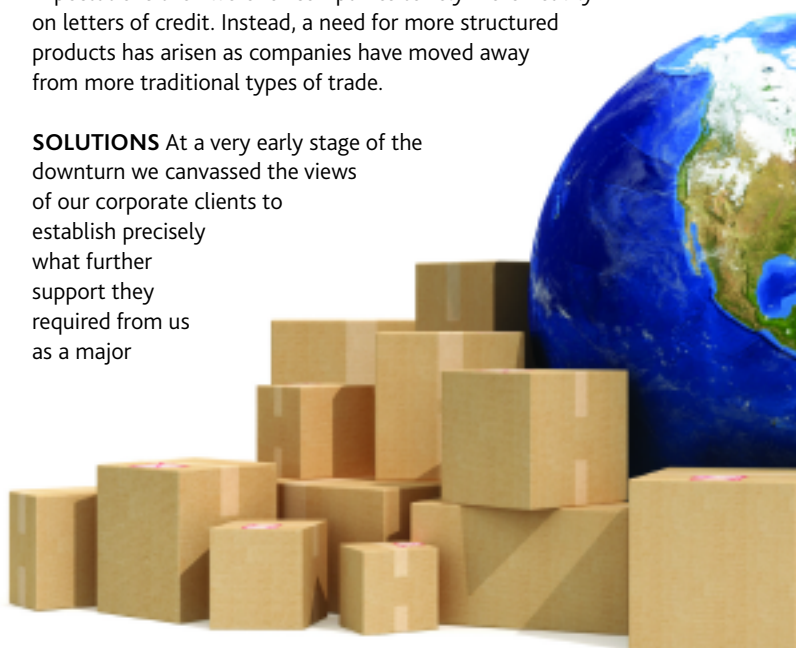 on letters of credit. Instead, a need for more structured
products has arisen as companies have moved away
from more traditional types of trade.
SOLUTIONS At a very early stage of the
downturn we canvassed the views
of our corporate clients to
establish precisely
what further
support they
required from us
as a major